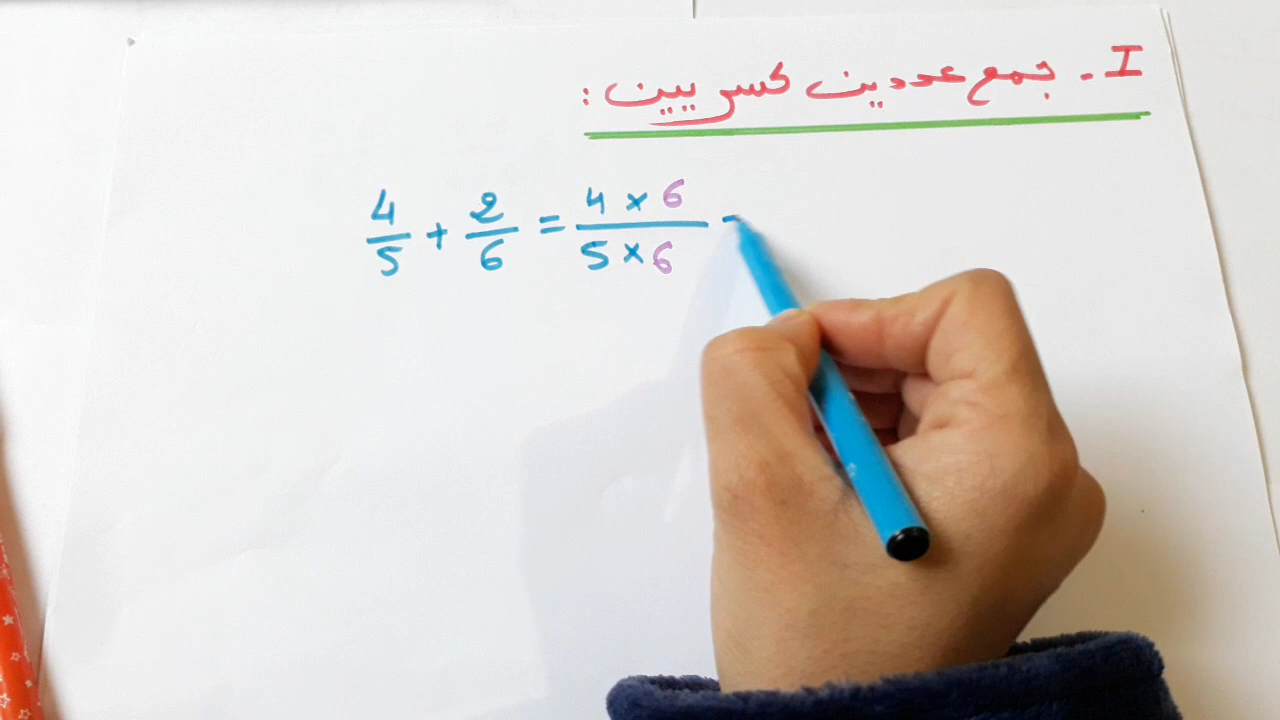 I - جمع عددين كسريين :
4/5 + 2/6 = 4 × 6 / 5 × 6 -